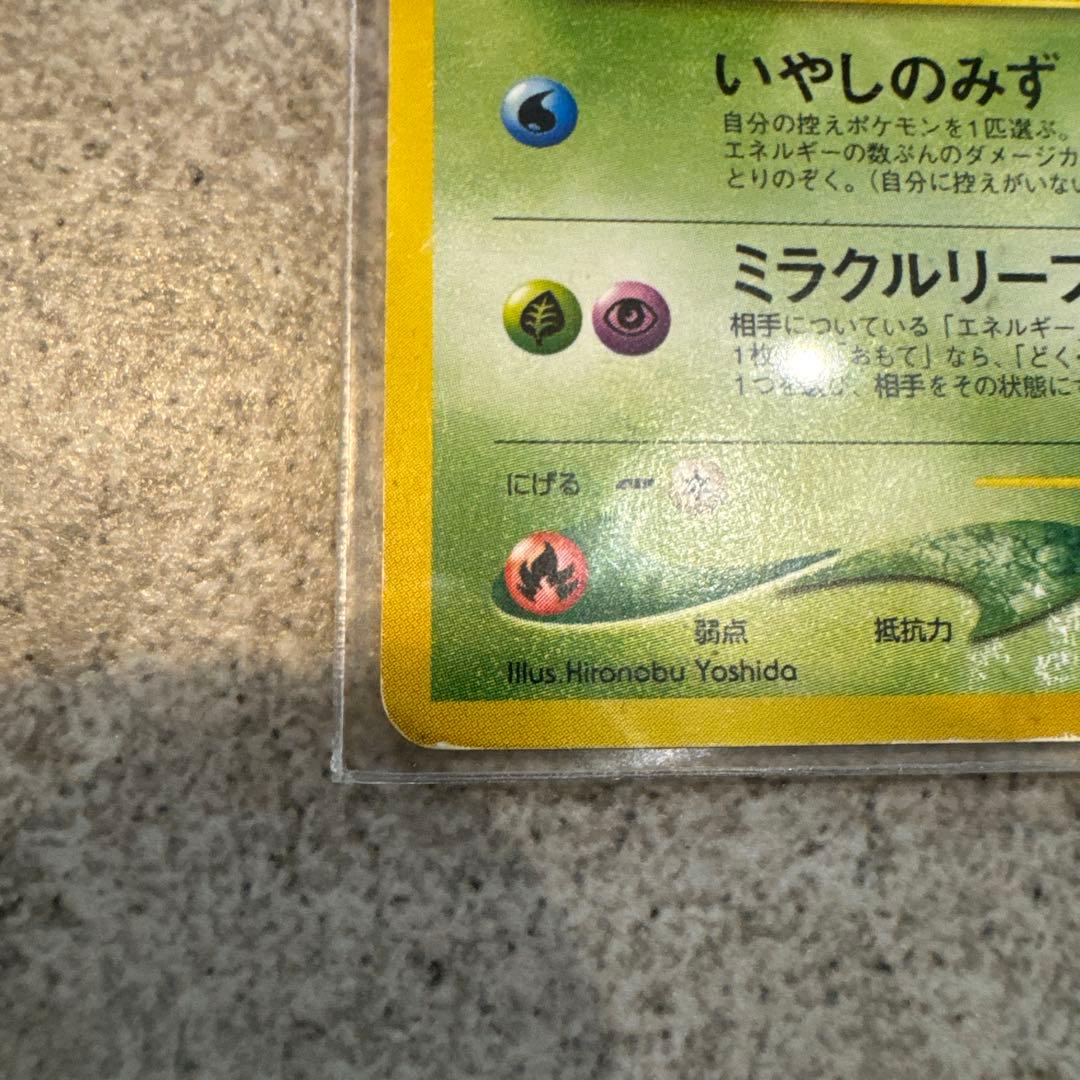 いやしのみず
自分の控えポケモンを1匹選ぶ。
エネルギーの数ぶんのダメージカ
とりのぞく。(自分に控えがいない
ミラクルリーフ
相手についている「エネルギー
1枚 「おもて」なら、「どく
1つを 、相手をその状態に
にげる
弱点 抵抗力
Illus. Hironobu Yoshida